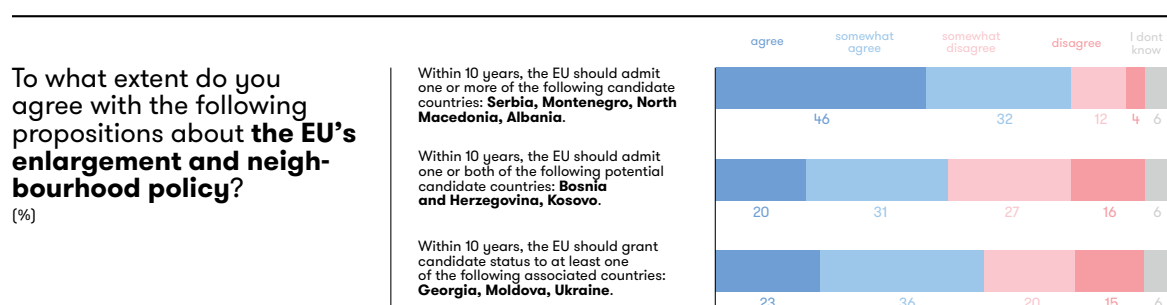 agree
somewhat
agree
somewhat
disagree
disagree
I dont
know
To what extent do you
agree with the following
propositions about the EU's
enlargement and neigh-
bourhood policy?
(%)
Within 10 years, the EU should admit
one or more of the following candidate
countries: Serbia, Montenegro, North
Macedonia, Albania.
46 32 12 4 6
Within 10 years, the EU should admit
one or both of the following potential
candidate countries: Bosnia
and Herzegovina, Kosovo.
20 31 27 16 6
Within 10 years, the EU should grant
candidate status to at least one
of the following associated countries:
Georgia, Moldova, Ukraine.
23 36 20 15 6